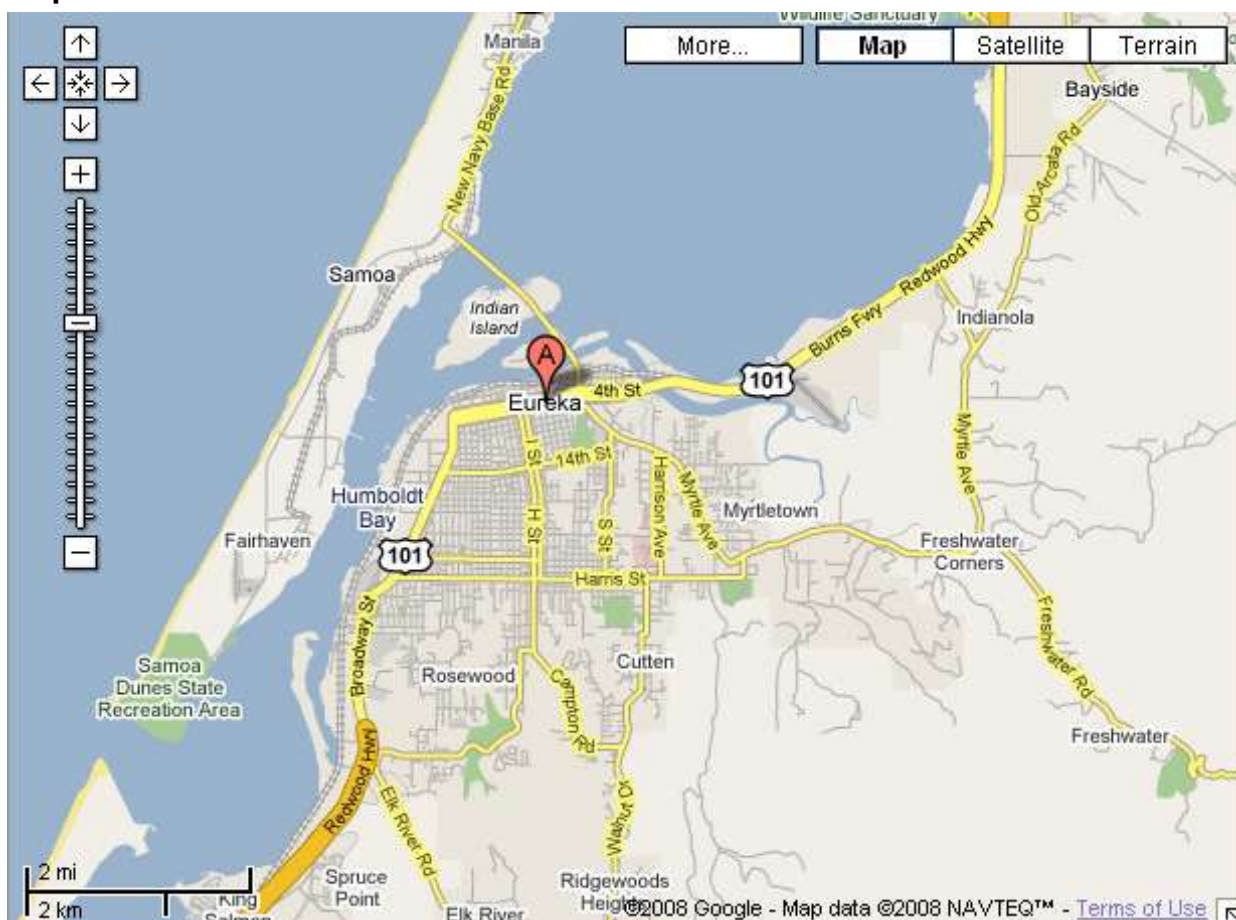 Manila
Wildlife Sanctuary
More...
Map
Satellite
Terrain
Bayside
New Navy Base Rd
Old Arcata Rd
Samoa
Indian
Island
Redwood Hwy
Burns Fwy
Indianola
A
101
4th St
Eureka
I St
14th St
Harrison Ave
Myrtle Ave
Myrtle Ave
Humboldt
Bay
Myrtletown
H St
S St
Fairhaven
101
Freshwater
Corners
Harris St
Broadway St
Freshwater Rd
Samoa
Dunes State
Recreation Area
Rosewood
Cutten
Campton Rd
Freshwater
Redwood Hwy
Elk River Rd
Walnut Dr
2 mi
2 km
King
Salmon
Spruce
Point
Elk River
Ridgewoods
Heights
©2008 Google - Map data ©2008 NAVTEQ™ - Terms of Use